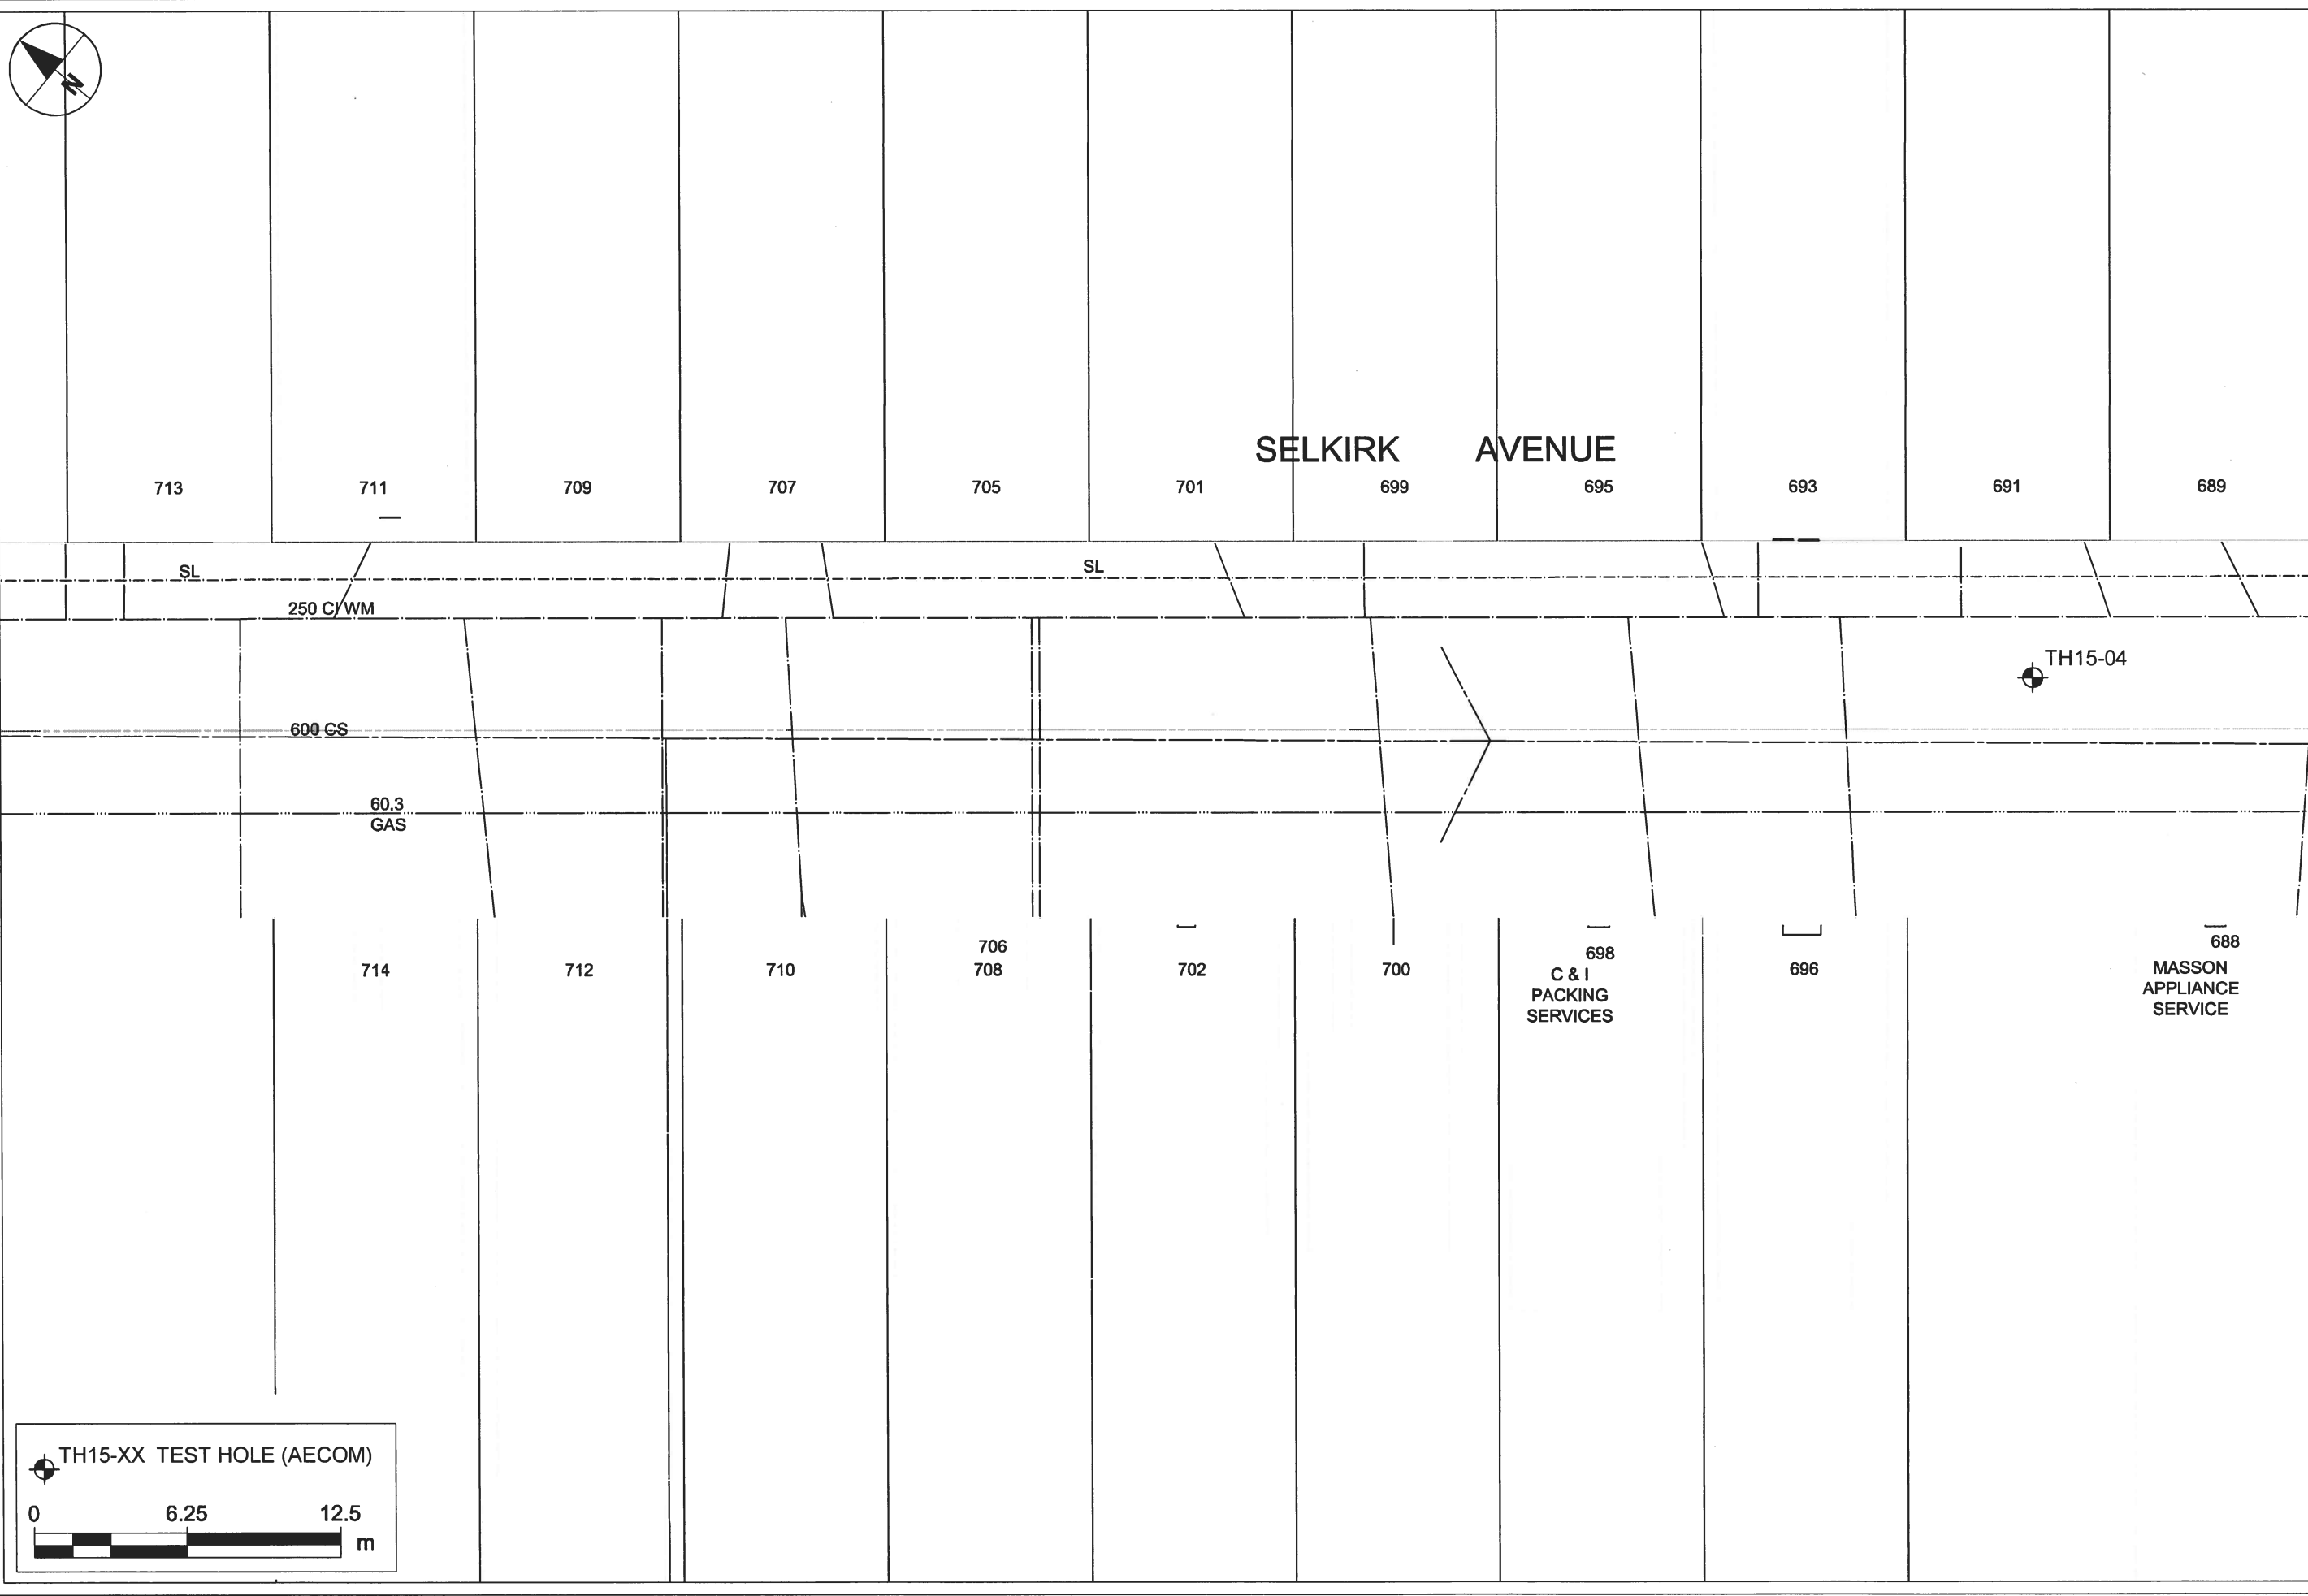 N
SELKIRK AVENUE
713 711 709 707 705 701 699 695 693 691 689
SL SL
250 CI WM
TH15-04
600 CS
60.3
GAS
706
688
698
714 712 710 708 702 700 696
C & I
PACKING
SERVICES
MASSON
APPLIANCE
SERVICE
TH15-XX TEST HOLE (AECOM)
0 6.25 12.5
m